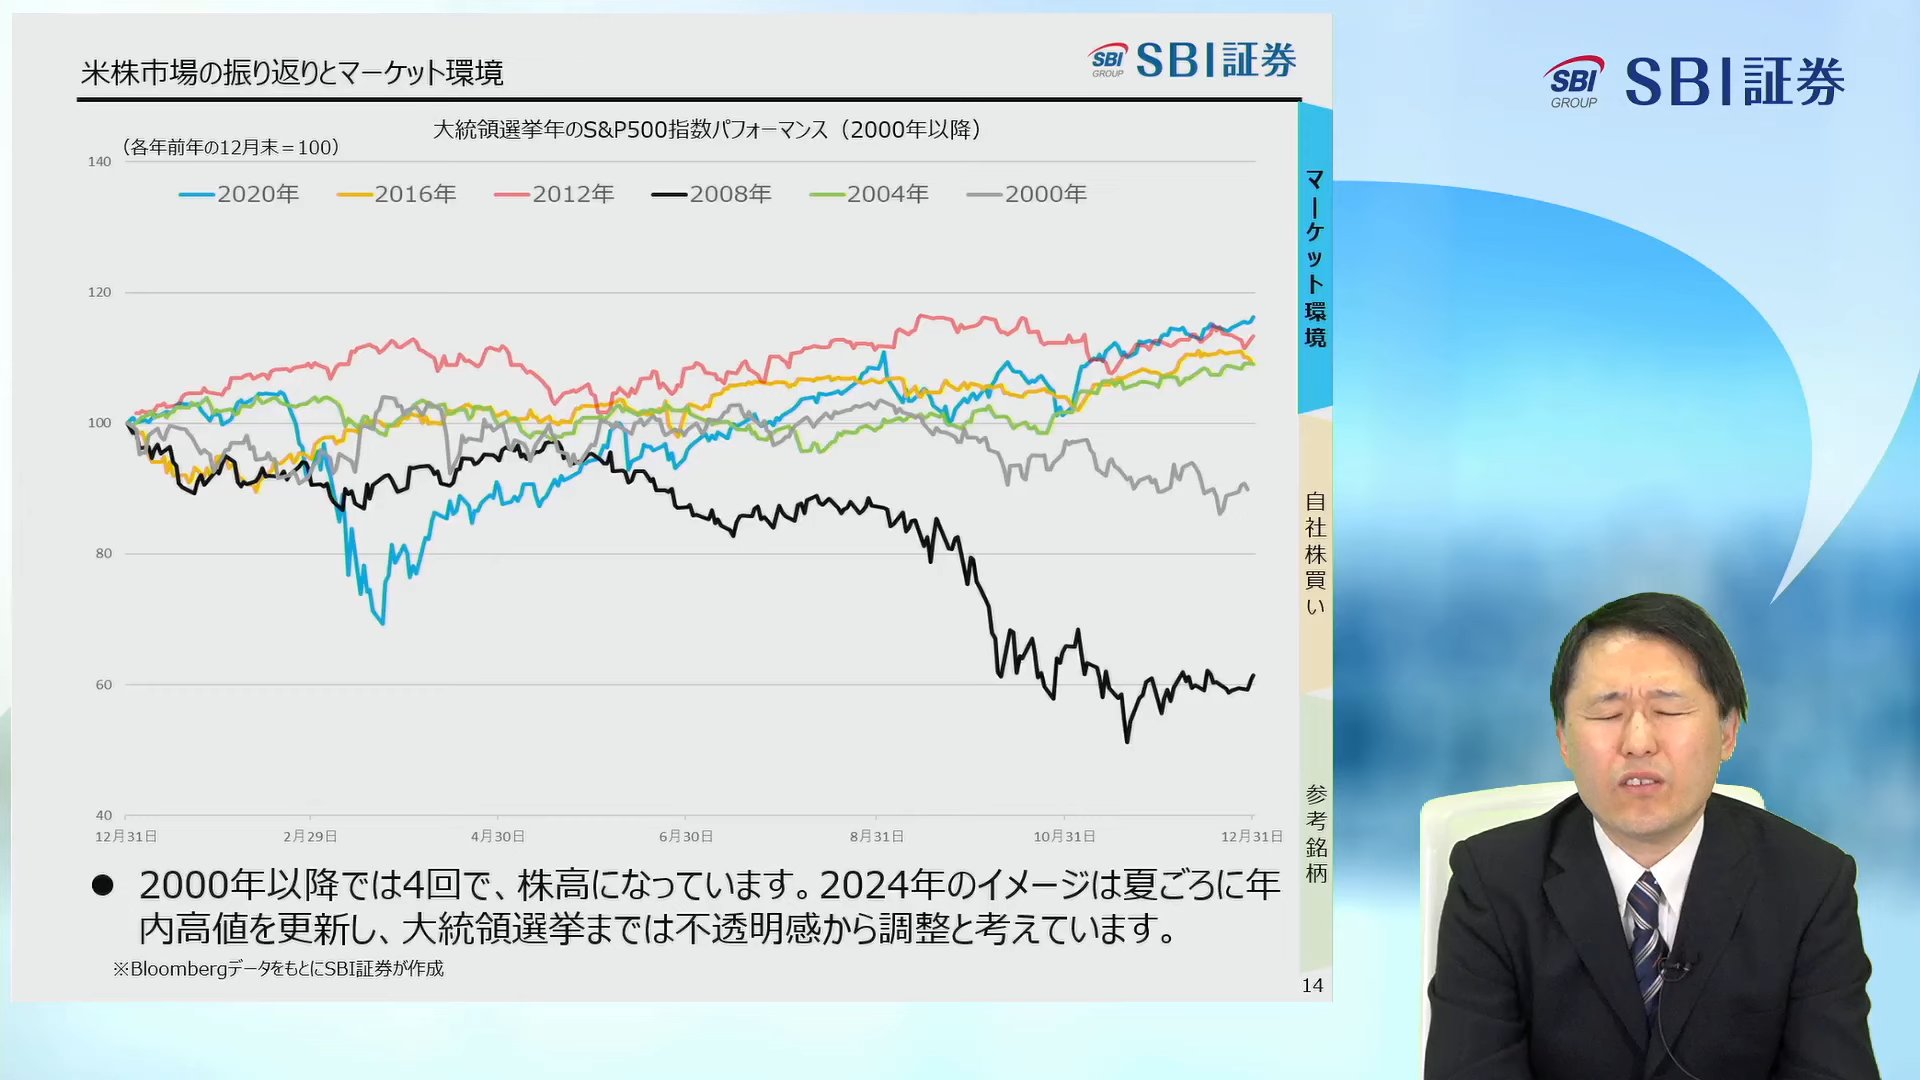 米株市場の振り返りとマーケット環境
SBI
GROUP
SBI証券
SBI
GROUP
SBI証券
大統領選挙年のS&P500指数パフォーマンス（2000年以降）
（各年前年の12月末＝100）
140
2020年 2016年 2012年 2008年 2004年 2000年
120
100
80
60
40
12月31日 2月29日 4月30日 6月30日 8月31日 10月31日 12月31日
マーケット環境
自社株買い
参考銘柄
● 2000年以降では4回で、株高になっています。2024年のイメージは夏ごろに年
内高値を更新し、大統領選挙までは不透明感から調整と考えています。
※BloombergデータをもとにSBI証券が作成
14